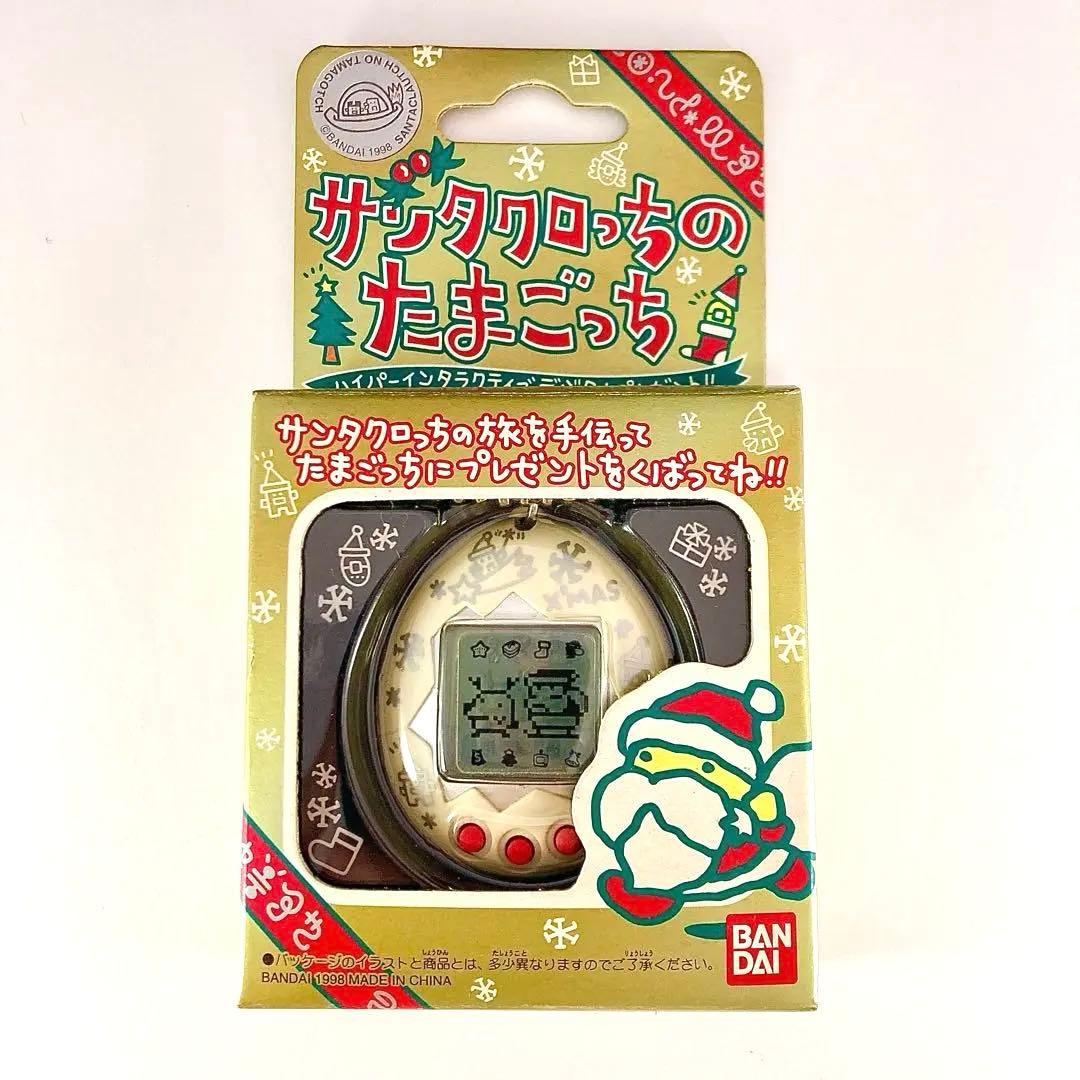 SANTACLAUTCH NO TAMAGOTCH
©BANDAI 1998
サンタクロっちの
たまごっち
サンタクロっちの旅を手伝って
たまごっちにプレゼントをくばってね!!
X'MAS
BAN
DAI
●パッケージのイラストと商品とは、多少異なりますのでご了承ください。
BANDAI 1998 MADE IN CHINA